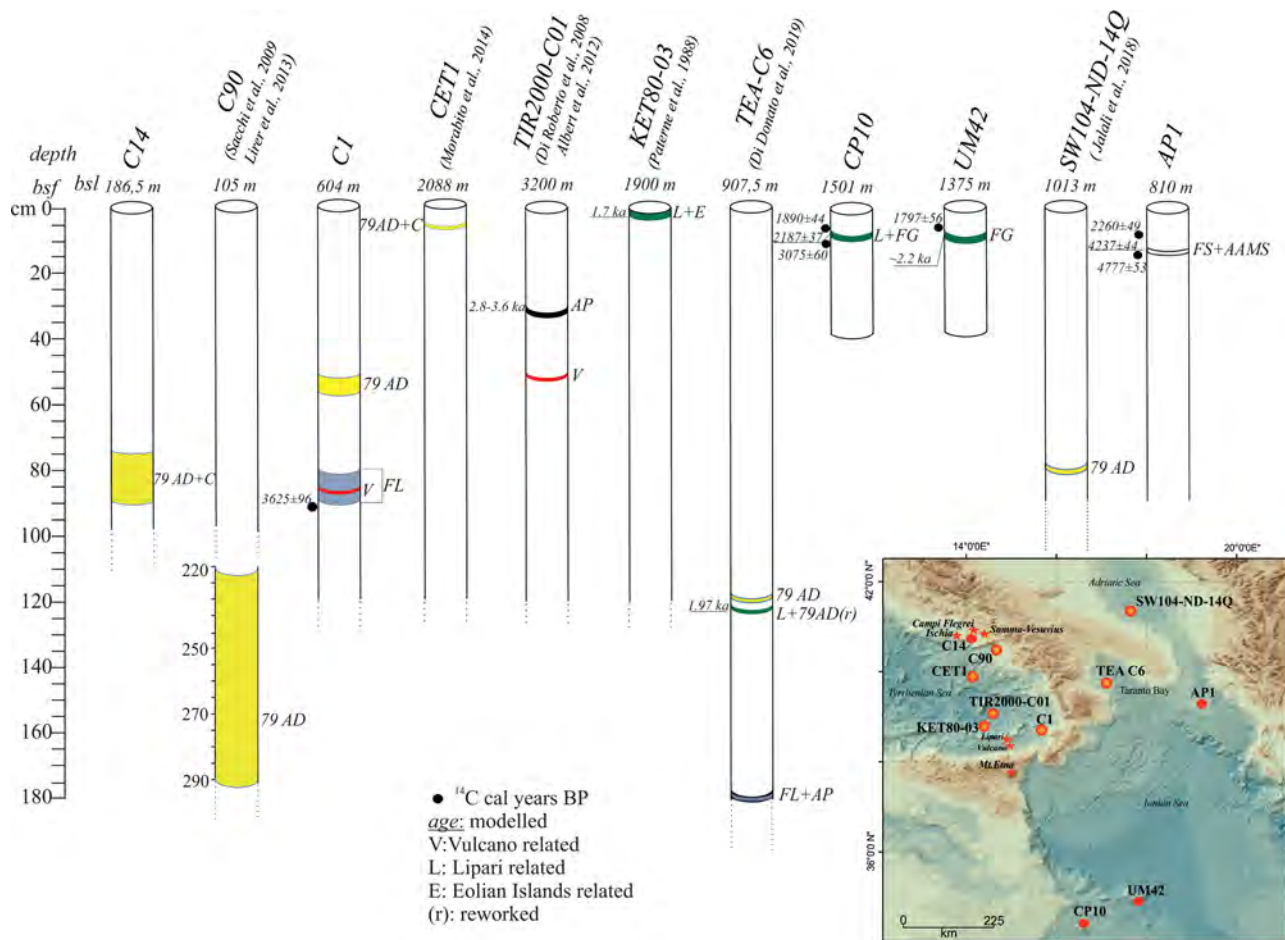 C14
C90
(Sacchi et al., 2009
Lirer et al., 2013)
C1
CET1
(Morabito et al., 2014)
TIR2000-C01
(Di Roberto et al., 2008
Albert et al., 2012)
KET80-03
(Paterne et al., 1988)
TEA-C6
(Di Donato et al., 2019)
CP10
UM42
SW104-ND-14Q
( Jalali et al., 2018)
AP1
depth
bsf
bsl
186,5 m
105 m
604 m
2088 m
3200 m
1900 m
907,5 m
1501 m
1375 m
1013 m
810 m
cm 0
20
40
60
80
100
120
140
160
180
79 AD+C
220
250
270
290
79 AD
79 AD
V
FL
3625±96
79AD+C
2.8-3.6 ka
AP
V
1.7 ka
L+E
79 AD
1.97 ka
L+79AD(r)
FL+AP
1890±44
2187±37
3075±60
L+FG
1797±56
~2.2 ka
FG
79 AD
2260±49
4237±44
4777±53
FS+AAMS
¹⁴C cal years BP
age: modelled
V:Vulcano related
L: Lipari related
E: Eolian Islands related
(r): reworked
14°0'0"E
20°0'0"E
42°0'0"N
36°0'0"N
Adriatic Sea
SW104-ND-14Q
Campi Flegrei
Ischia
Somma-Vesuvius
C14
C90
CET1
TEA C6
Taranto Bay
Tyrrhenian Sea
AP1
TIR2000-C01
KET80-03
C1
Lipari
Vulcano
Mt.Etna
Ionian Sea
UM42
CP10
0
225
km